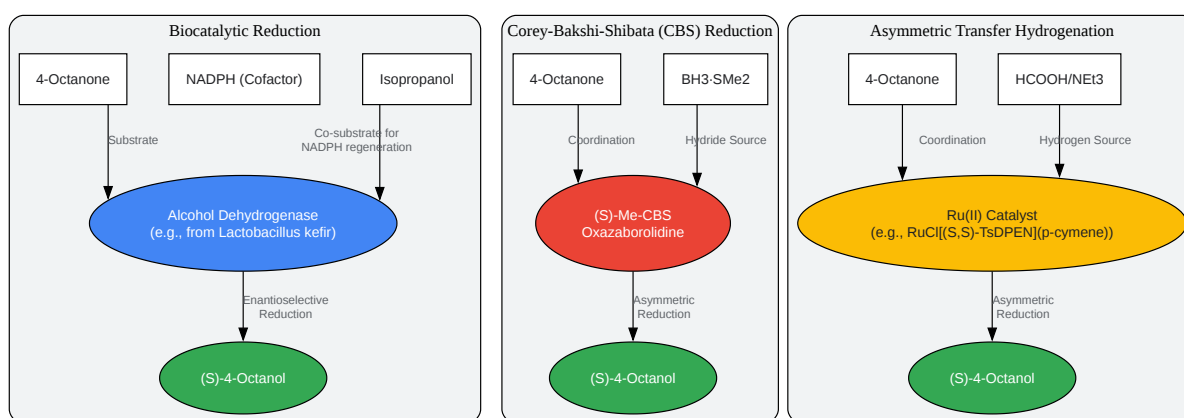 Biocatalytic Reduction
4-Octanone
NADPH (Cofactor)
Isopropanol
Substrate
Co-substrate for
NADPH regeneration
Alcohol Dehydrogenase
(e.g., from Lactobacillus kefir)
Enantioselective
Reduction
(S)-4-Octanol
Corey-Bakshi-Shibata (CBS) Reduction
4-Octanone
BH3·SMe2
Coordination
Hydride Source
(S)-Me-CBS
Oxazaborolidine
Asymmetric
Reduction
(S)-4-Octanol
Asymmetric Transfer Hydrogenation
4-Octanone
HCOOH/NEt3
Coordination
Hydrogen Source
Ru(II) Catalyst
(e.g., RuCl[(S,S)-TsDPEN](p-cymene))
Asymmetric
Reduction
(S)-4-Octanol